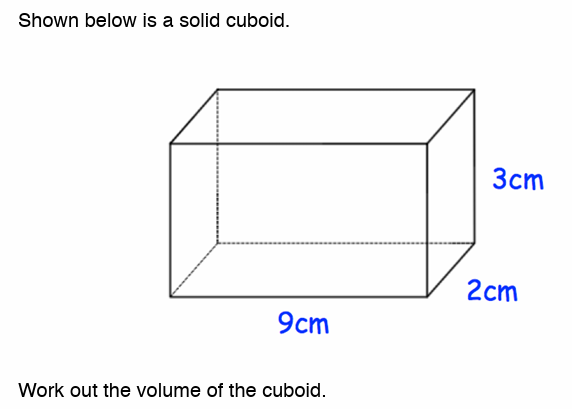 Shown below is a solid cuboid.
3cm
2cm
9cm
Work out the volume of the cuboid.